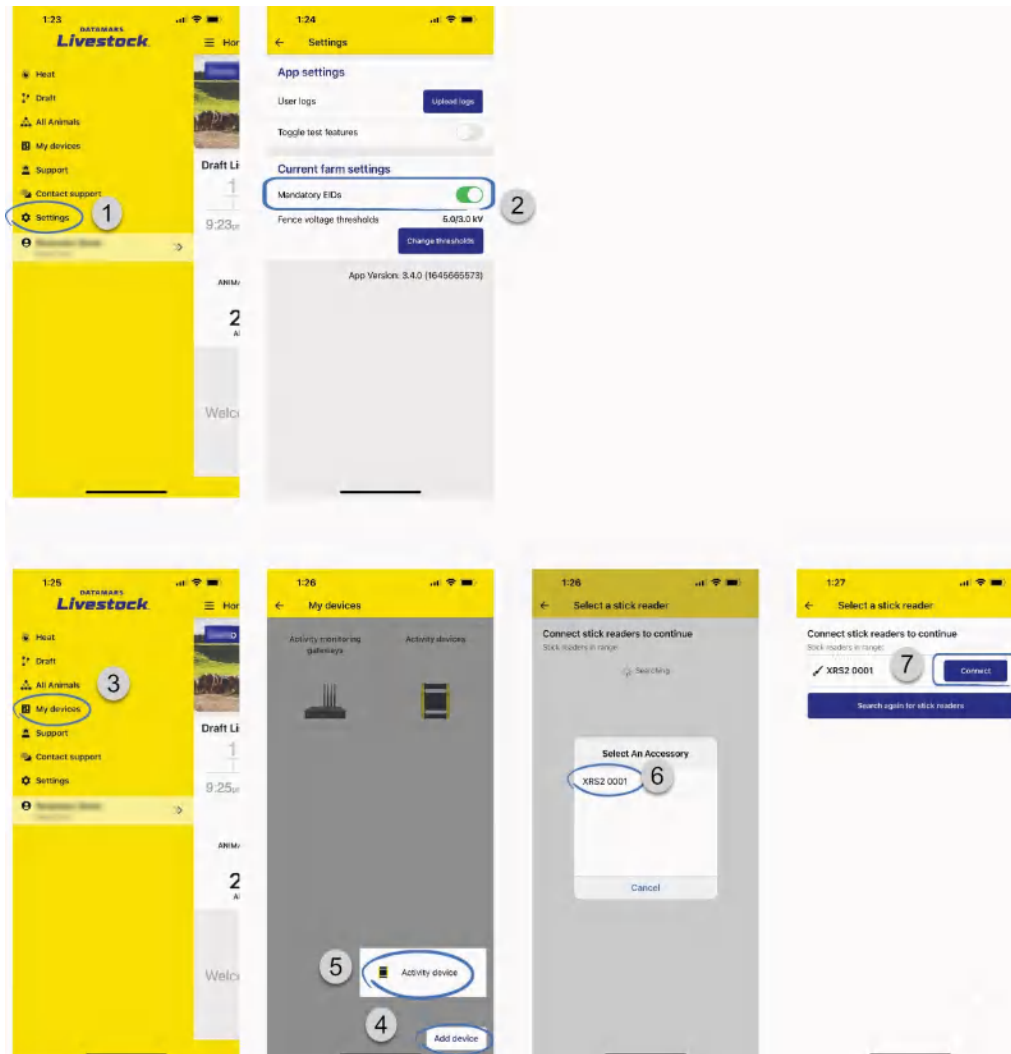 1:23
DATAMARS
Livestock
Hor
Heat
Draft
All Animals
My devices
Support
Contact support
Settings
1
Draft Li
1
9:23
ANIMA
2
Welco
1:24
Settings
App settings
User logs
Upload logs
Toggle test features
Current farm settings
Mandatory EIDs
2
Fence voltage thresholds
5.0/3.0 kV
Change thresholds
App Version: 3.4.0 (1645665573)
1:25
DATAMARS
Livestock
Hor
Heat
Draft
All Animals
3
My devices
Support
Contact support
Settings
Draft Li
1
9:25
ANIMA
2
Welco
1:26
My devices
Activity monitoring
gateways
Activity devices
5
Activity device
4
Add device
1:26
Select a stick reader
Connect stick readers to continue
Stick readers in range:
Searching
Select An Accessory
XRS2 0001
6
Cancel
1:27
Select a stick reader
Connect stick readers to continue
Stick readers in range:
XRS2 0001
7
Connect
Search again for stick readers